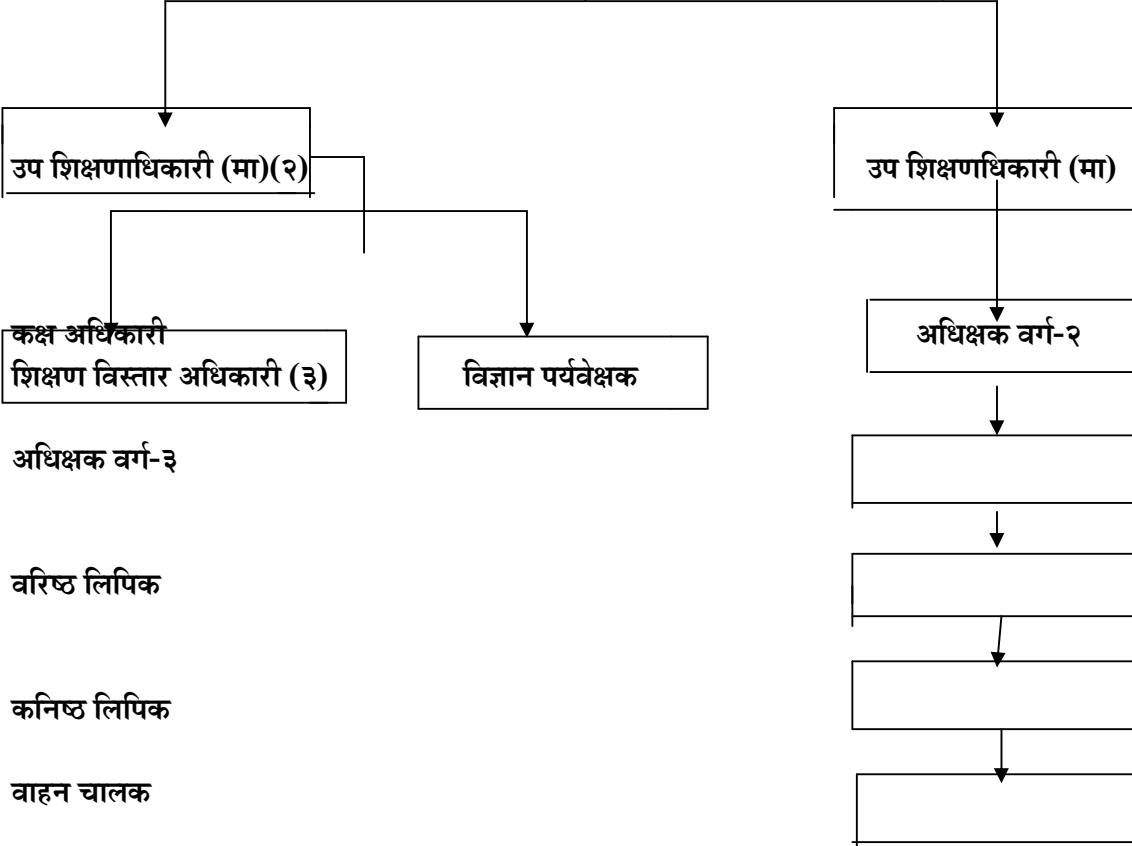 उप शिक्षणाधिकारी (मा)(२)
उप शिक्षणधिकारी (मा)
कक्ष अधिकारी
शिक्षण विस्तार अधिकारी (३)
विज्ञान पर्यवेक्षक
अधिक्षक वर्ग-२
अधिक्षक वर्ग-३
वरिष्ठ लिपिक
कनिष्ठ लिपिक
वाहन चालक